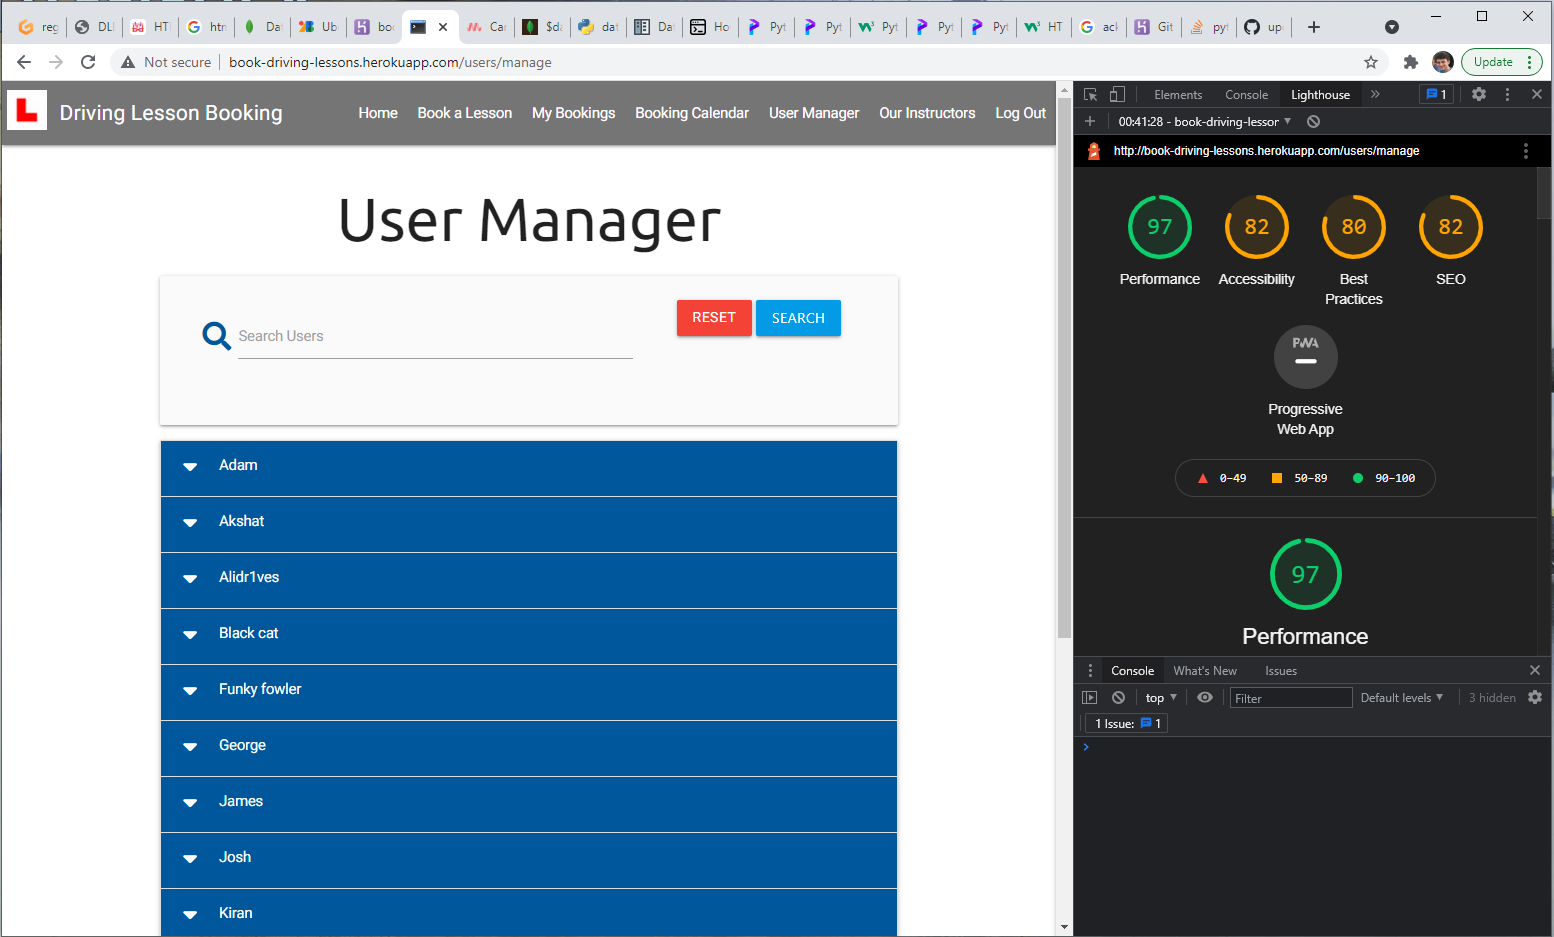 reg
DLI
HT
htn
Da
Ub
bo
Ca
$da
dat
Da
Ho
Pyt
Pyt
Pyt
Pyt
Pyt
HT
ack
Git
pyt
up
Not secure
book-driving-lessons.herokuapp.com/users/manage
Update
L
Driving Lesson Booking
Home
Book a Lesson
My Bookings
Booking Calendar
User Manager
Our Instructors
Log Out
User Manager
Search Users
RESET
SEARCH
Adam
Akshat
Alidr1ves
Black cat
Funky fowler
George
James
Josh
Kiran
Elements
Console
Lighthouse
1
00:41:28 - book-driving-lessor
http://book-driving-lessons.herokuapp.com/users/manage
97
82
80
82
Performance
Accessibility
Best
Practices
SEO
PWA
Progressive
Web App
0–49
50–89
90–100
97
Performance
Console
What's New
Issues
top
Filter
Default levels
3 hidden
1 Issue:
1